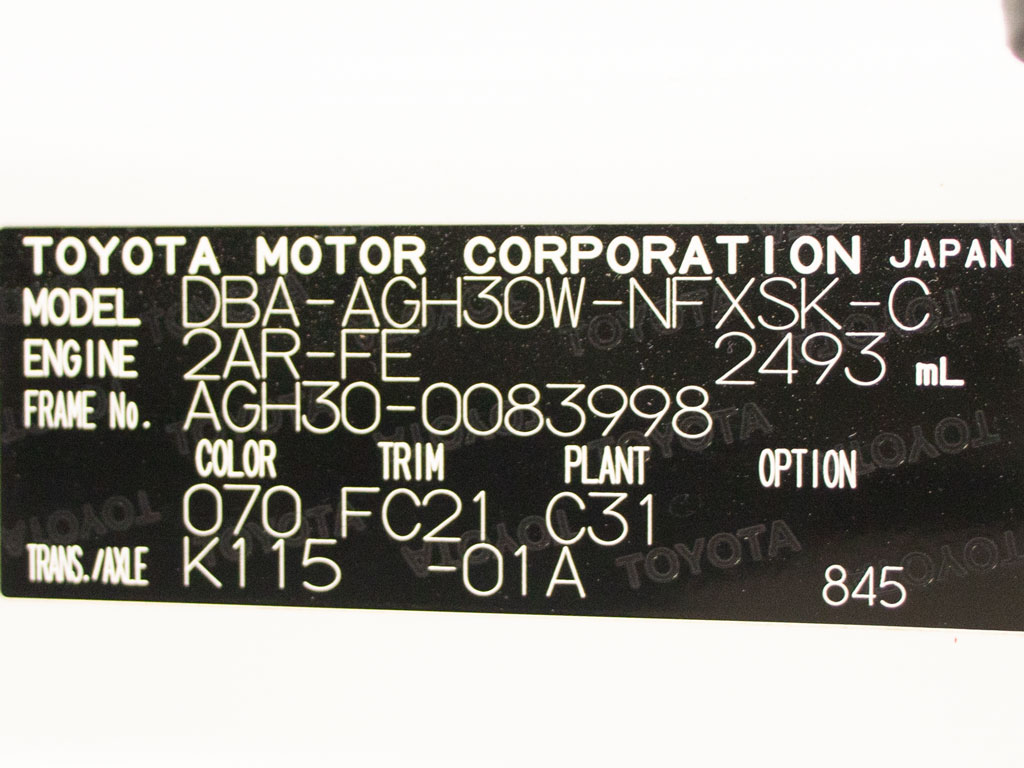 TOYOTA MOTOR CORPORATION JAPAN
MODEL DBA-AGH30W-NFXSK-C
ENGINE 2AR-FE 2493 mL
FRAME No. AGH30-0083998
COLOR TRIM PLANT OPTION
070 FC21 C31
TRANS./AXLE K115 -01A 845